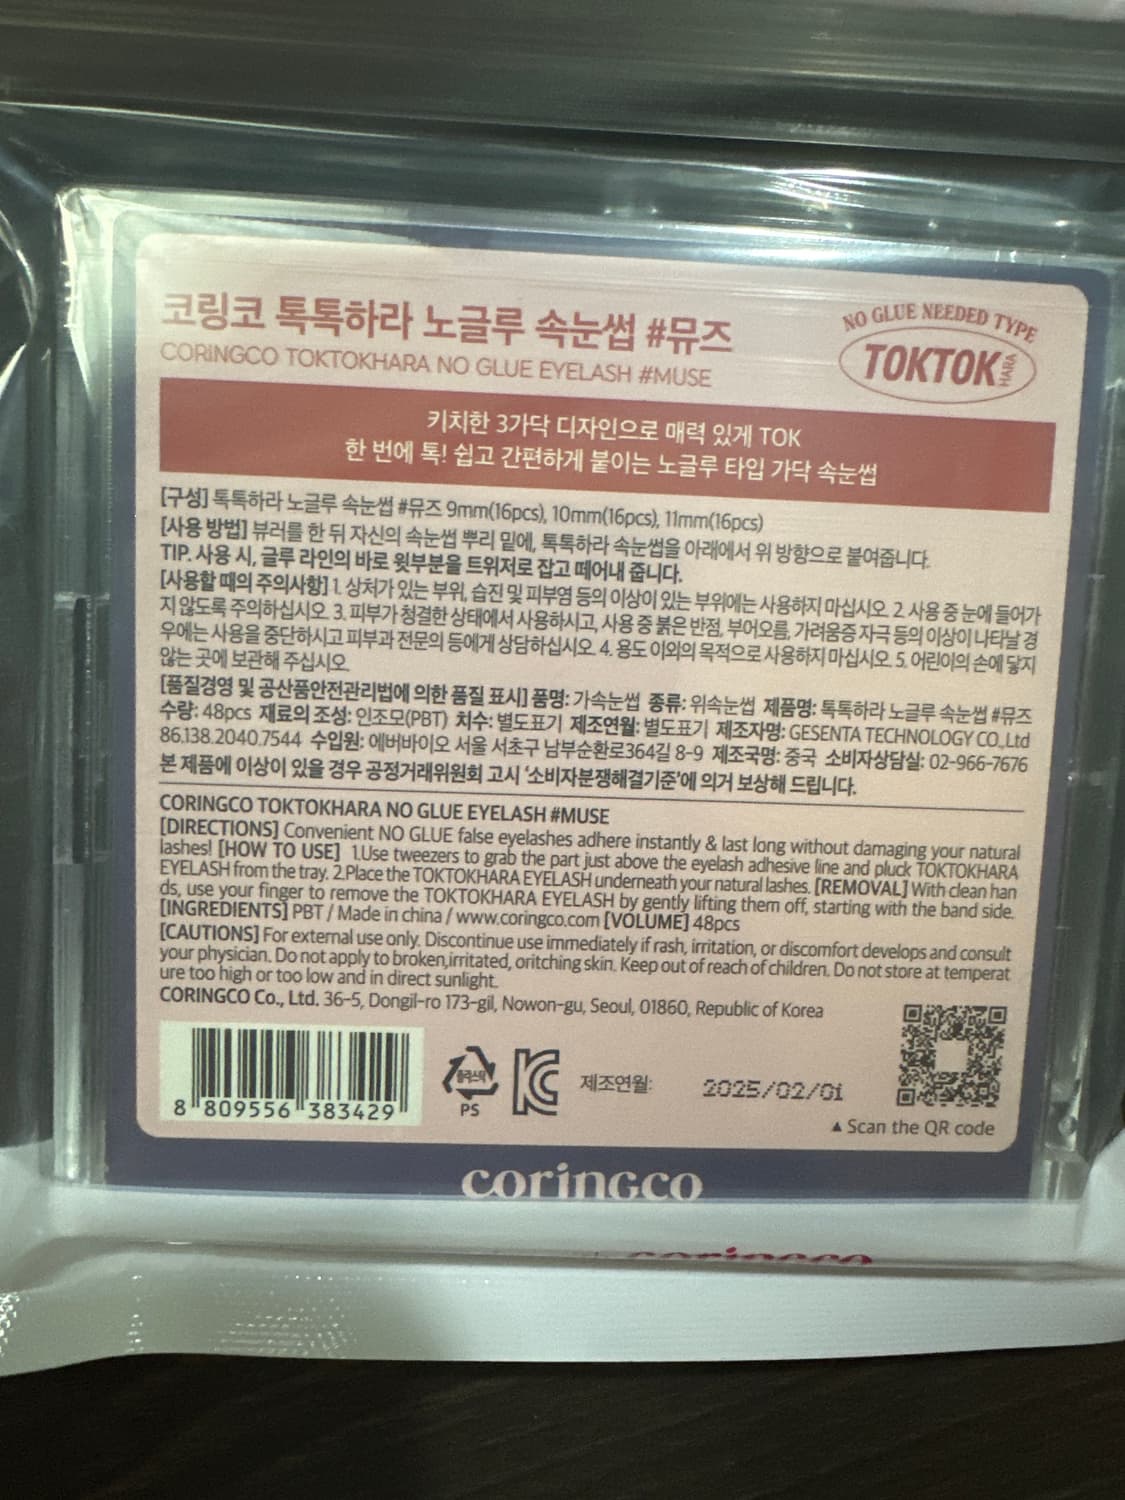 코링코 톡톡하라 노글루 속눈썹 #뮤즈
CORINGCO TOKTOKHARA NO GLUE EYELASH #MUSE
NO GLUE NEEDED TYPE
TOKTOK HARA
키치한 3가닥 디자인으로 매력 있게 TOK
한 번에 톡! 쉽고 간편하게 붙이는 노글루 타입 가닥 속눈썹
[구성] 톡톡하라 노글루 속눈썹 #뮤즈 9mm(16pcs), 10mm(16pcs), 11mm(16pcs)
[사용 방법] 뷰러를 한 뒤 자신의 속눈썹 뿌리 밑에, 톡톡하라 속눈썹을 아래에서 위 방향으로 붙여줍니다.
TIP. 사용 시, 글루 라인의 바로 윗부분을 트위저로 잡고 떼어내 줍니다.
[사용할 때의 주의사항] 1. 상처가 있는 부위, 습진 및 피부염 등의 이상이 있는 부위에는 사용하지 마십시오. 2. 사용 중 눈에 들어가
지 않도록 주의하십시오. 3. 피부가 청결한 상태에서 사용하시고, 사용 중 붉은 반점, 부어오름, 가려움증 자극 등의 이상이 나타날 경
우에는 사용을 중단하시고 피부과 전문의 등에게 상담하십시오. 4. 용도 이외의 목적으로 사용하지 마십시오. 5. 어린이의 손에 닿지
않는 곳에 보관해 주십시오.
[품질경영 및 공산품안전관리법에 의한 품질 표시] 품명: 가속눈썹 종류: 위속눈썹 제품명: 톡톡하라 노글루 속눈썹 #뮤즈
수량: 48pcs 재료의 조성: 인조모(PBT) 치수: 별도표기 제조연월: 별도표기 제조자명: GESENTA TECHNOLOGY CO.,Ltd
86.138.2040.7544 수입원: 에버바이오 서울 서초구 남부순환로364길 8-9 제조국명: 중국 소비자상담실: 02-966-7676
본 제품에 이상이 있을 경우 공정거래위원회 고시 '소비자분쟁해결기준'에 의거 보상해 드립니다.
CORINGCO TOKTOKHARA NO GLUE EYELASH #MUSE
[DIRECTIONS] Convenient NO GLUE false eyelashes adhere instantly & last long without damaging your natural
lashes! [HOW TO USE] 1.Use tweezers to grab the part just above the eyelash adhesive line and pluck TOKTOKHARA
EYELASH from the tray. 2.Place the TOKTOKHARA EYELASH underneath your natural lashes. [REMOVAL] With clean han
ds, use your finger to remove the TOKTOKHARA EYELASH by gently lifting them off, starting with the band side.
[INGREDIENTS] PBT / Made in china / www.coringco.com [VOLUME] 48pcs
[CAUTIONS] For external use only. Discontinue use immediately if rash, irritation, or discomfort develops and consult
your physician. Do not apply to broken,irritated, oritching skin. Keep out of reach of children. Do not store at temperat
ure too high or too low and in direct sunlight.
CORINGCO Co., Ltd. 36-5, Dongil-ro 173-gil, Nowon-gu, Seoul, 01860, Republic of Korea
8 809556 383429
플라스틱
PS
제조연월: 2025/02/01
▲ Scan the QR code
coringco
coringco